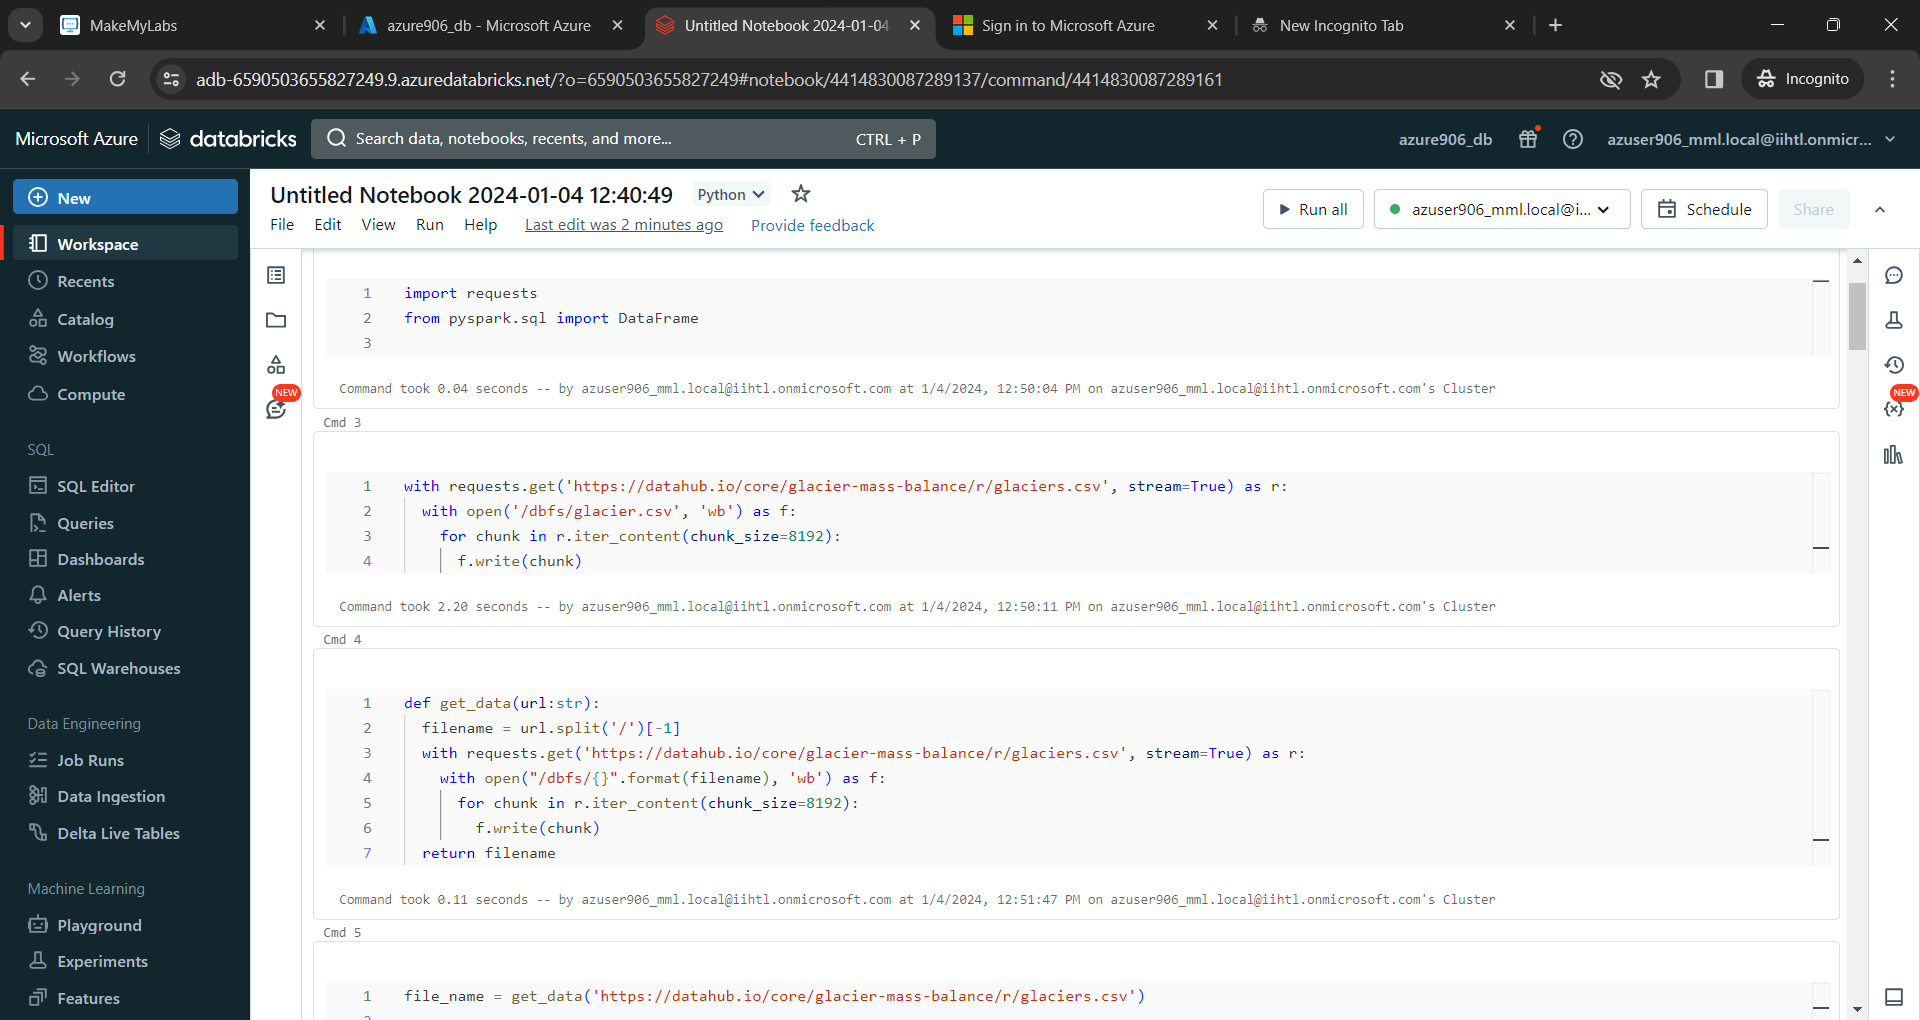 MakeMyLabs
azure906_db - Microsoft Azure
Untitled Notebook 2024-01-04
Sign in to Microsoft Azure
New Incognito Tab
adb-6590503655827249.9.azuredatabricks.net/?o=6590503655827249#notebook/4414830087289137/command/4414830087289161
Incognito
Microsoft Azure
databricks
Search data, notebooks, recents, and more...
CTRL + P
azure906_db
azuser906_mml.local@iihtl.onmicr...
New
Workspace
Recents
Catalog
Workflows
Compute
SQL
SQL Editor
Queries
Dashboards
Alerts
Query History
SQL Warehouses
Data Engineering
Job Runs
Data Ingestion
Delta Live Tables
Machine Learning
Playground
Experiments
Features
Untitled Notebook 2024-01-04 12:40:49
Python
File Edit View Run Help Last edit was 2 minutes ago Provide feedback
Run all
azuser906_mml.local@i...
Schedule
Share
NEW
NEW
1 import requests
2 from pyspark.sql import DataFrame
3
Command took 0.04 seconds -- by azuser906_mml.local@iihtl.onmicrosoft.com at 1/4/2024, 12:50:04 PM on azuser906_mml.local@iihtl.onmicrosoft.com's Cluster
Cmd 3
1 with requests.get('https://datahub.io/core/glacier-mass-balance/r/glaciers.csv', stream=True) as r:
2 with open('/dbfs/glacier.csv', 'wb') as f:
3 for chunk in r.iter_content(chunk_size=8192):
4 f.write(chunk)
Command took 2.20 seconds -- by azuser906_mml.local@iihtl.onmicrosoft.com at 1/4/2024, 12:50:11 PM on azuser906_mml.local@iihtl.onmicrosoft.com's Cluster
Cmd 4
1 def get_data(url:str):
2 filename = url.split('/')[-1]
3 with requests.get('https://datahub.io/core/glacier-mass-balance/r/glaciers.csv', stream=True) as r:
4 with open("/dbfs/{}".format(filename), 'wb') as f:
5 for chunk in r.iter_content(chunk_size=8192):
6 f.write(chunk)
7 return filename
Command took 0.11 seconds -- by azuser906_mml.local@iihtl.onmicrosoft.com at 1/4/2024, 12:51:47 PM on azuser906_mml.local@iihtl.onmicrosoft.com's Cluster
Cmd 5
1 file_name = get_data('https://datahub.io/core/glacier-mass-balance/r/glaciers.csv')
2